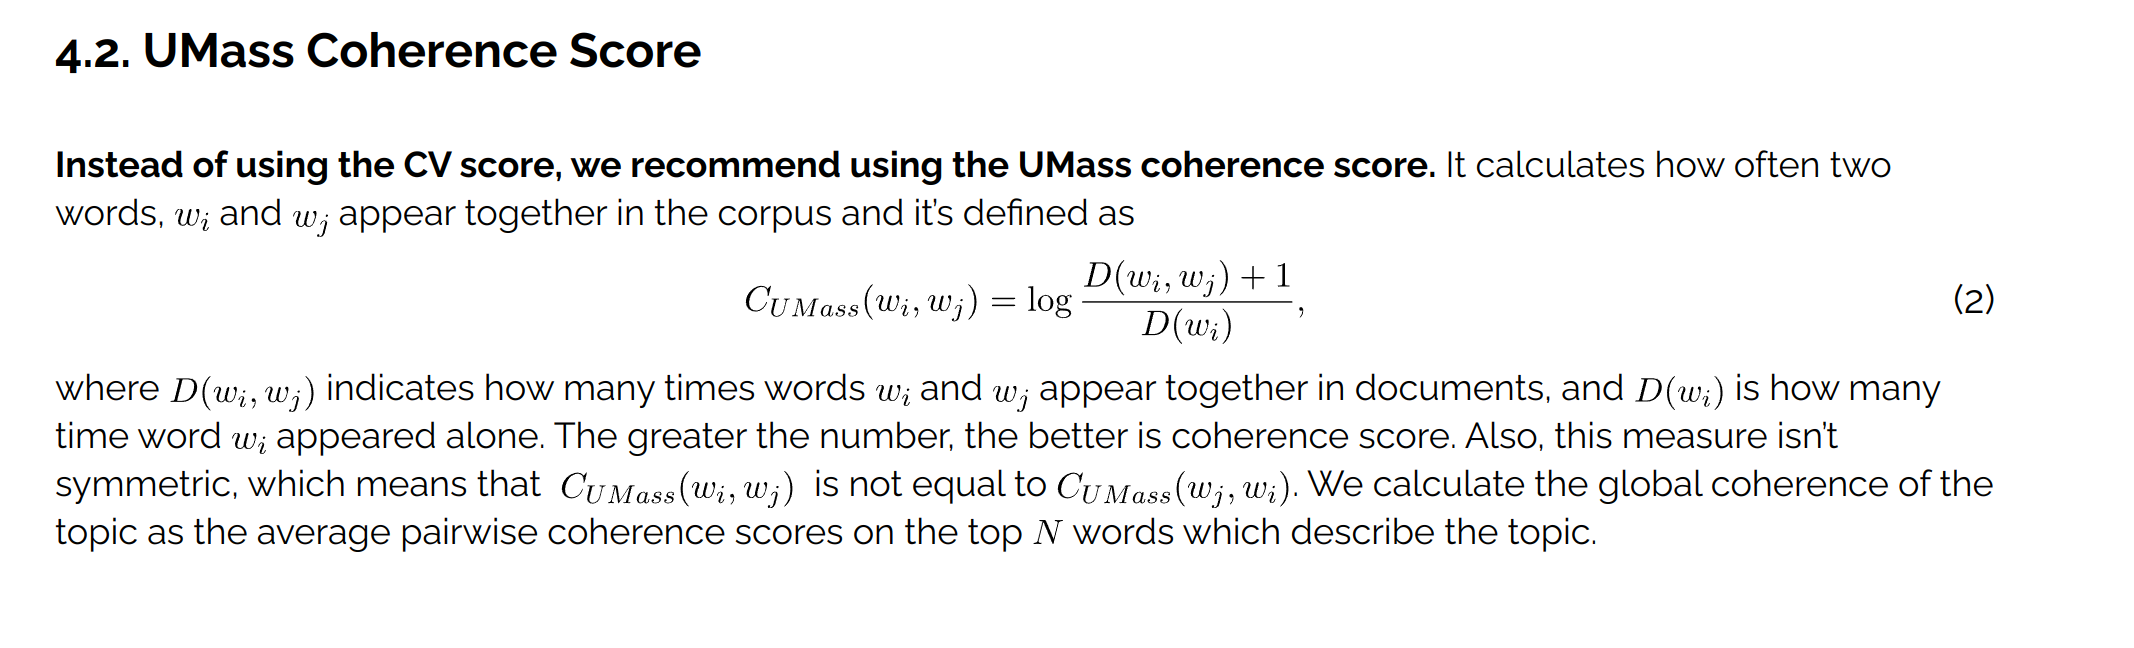 4.2. UMass Coherence Score
Instead of using the CV score, we recommend using the UMass coherence score. It calculates how often two
words, w_i and w_j appear together in the corpus and it's defined as
C_{UMass}(w_i, w_j) = log \frac{D(w_i, w_j) + 1}{D(w_i)}, (2)
where D(w_i, w_j) indicates how many times words w_i and w_j appear together in documents, and D(w_i) is how many
time word w_i appeared alone. The greater the number, the better is coherence score. Also, this measure isn't
symmetric, which means that C_{UMass}(w_i, w_j) is not equal to C_{UMass}(w_j, w_i). We calculate the global coherence of the
topic as the average pairwise coherence scores on the top N words which describe the topic.